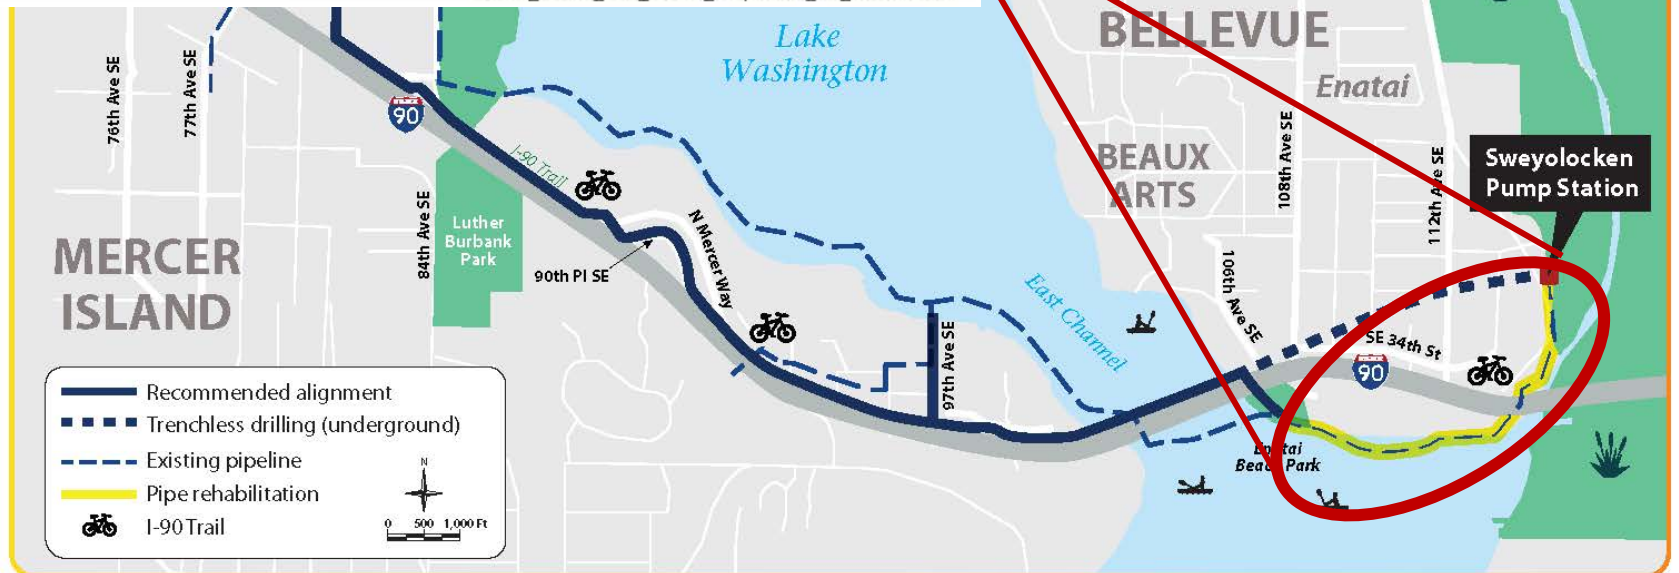 BELLEVUE
Lake
Washington
Enatai
76th Ave SE
77th Ave SE
90
I-90 Trail
BEAUX
ARTS
108th Ave SE
112th Ave SE
Sweyolocken
Pump Station
84th Ave SE
Luther
Burbank
Park
MERCER
ISLAND
90th Pl SE
N Mercer Way
East Channel
106th Ave SE
97th Ave SE
SE 34th St
90
Enatai
Beach Park
Recommended alignment
Trenchless drilling (underground)
Existing pipeline
Pipe rehabilitation
I-90 Trail
N
0 500 1,000 Ft